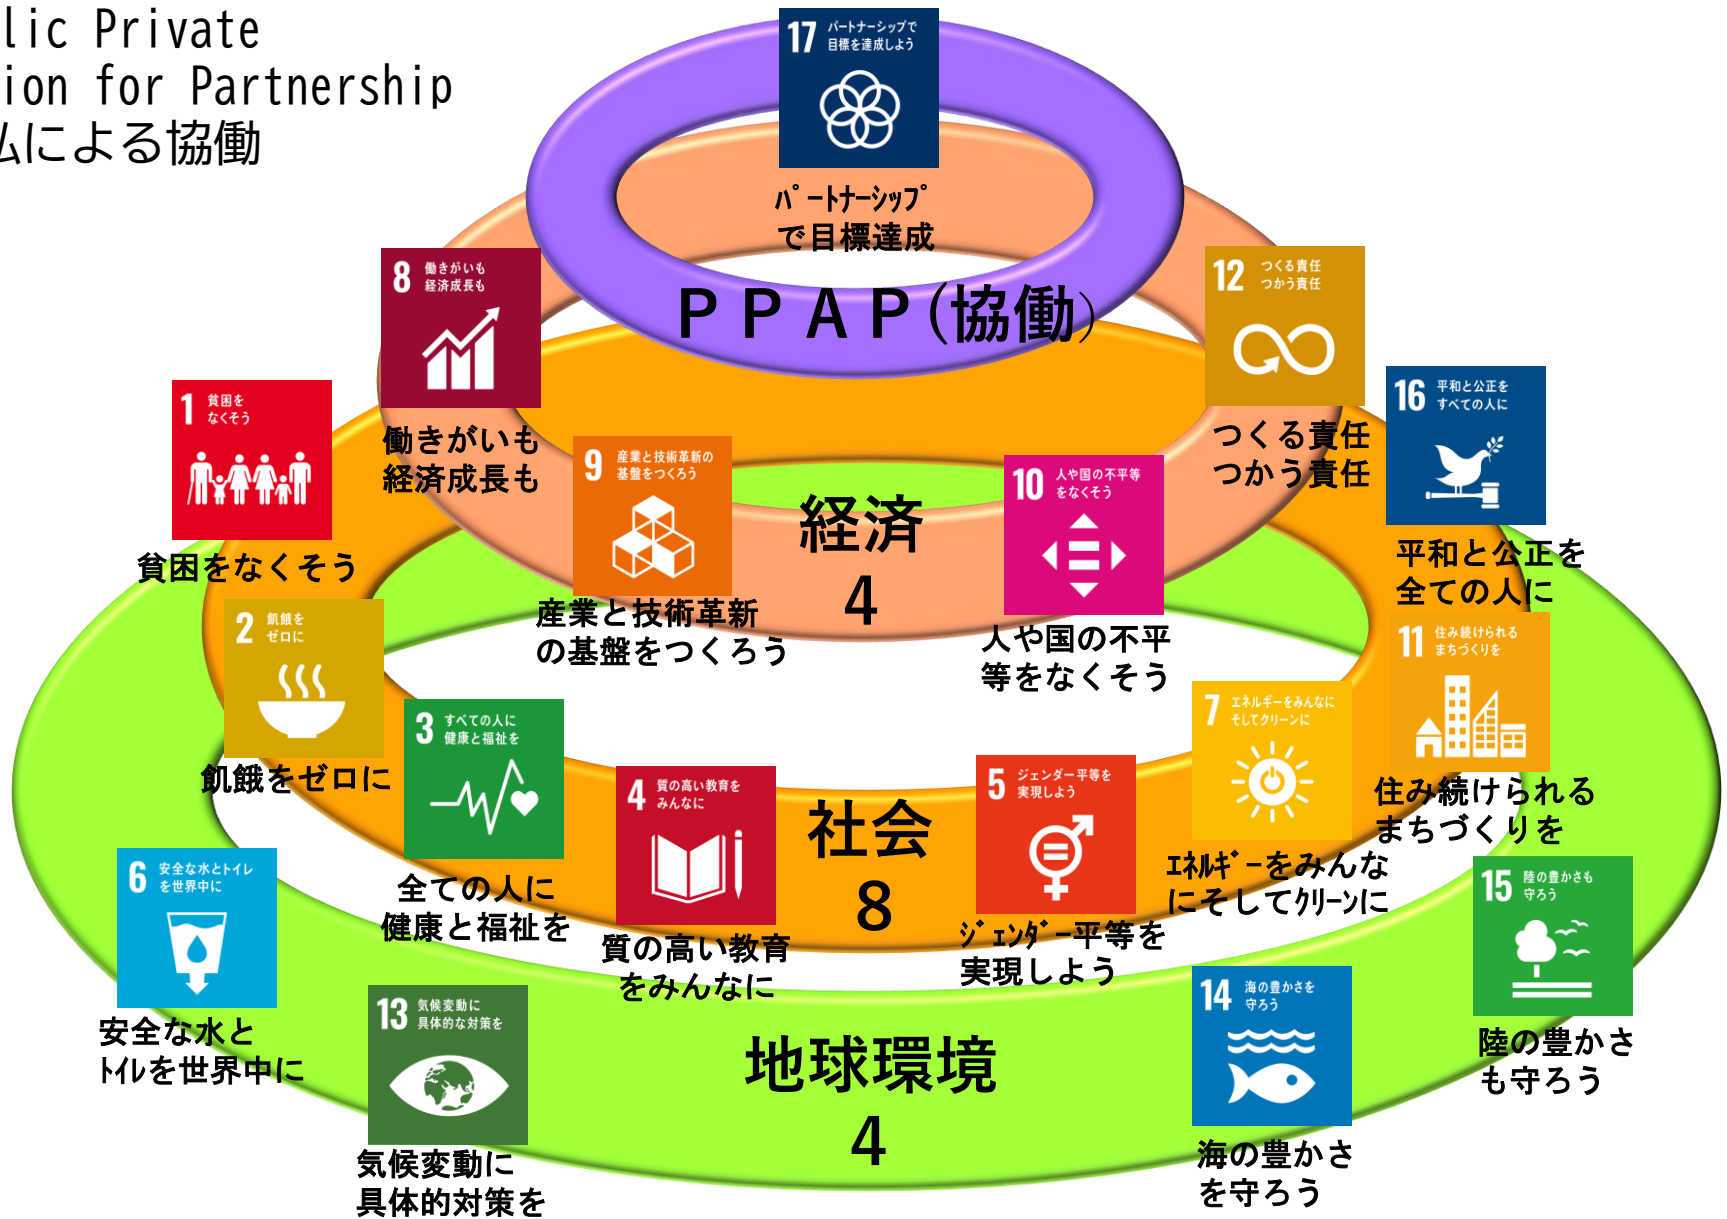 lic Private
ion for Partnership
による協働
17 パートナーシップで
目標を達成しよう
ﾊﾟｰﾄﾅｰｼｯﾌﾟ
で目標達成
ＰＰＡＰ(協働)
8 働きがいも
経済成長も
働きがいも
経済成長も
12 つくる責任
つかう責任
つくる責任
つかう責任
9 産業と技術革新の
基盤をつくろう
産業と技術革新
の基盤をつくろう
10 人や国の不平等
をなくそう
人や国の不平
等をなくそう
経済
4
1 貧困を
なくそう
貧困をなくそう
16 平和と公正を
すべての人に
平和と公正を
全ての人に
2 飢餓を
ゼロに
飢餓をゼロに
11 住み続けられる
まちづくりを
住み続けられる
まちづくりを
3 すべての人に
健康と福祉を
全ての人に
健康と福祉を
7 エネルギーをみんなに
そしてクリーンに
ｴﾈﾙｷﾞｰをみんな
にそしてｸﾘｰﾝに
4 質の高い教育を
みんなに
質の高い教育
をみんなに
5 ジェンダー平等を
実現しよう
ｼﾞｪﾝﾀﾞｰ平等を
実現しよう
社会
8
6 安全な水とトイレ
を世界中に
安全な水と
ﾄｲﾚを世界中に
15 陸の豊かさも
守ろう
陸の豊かさ
も守ろう
13 気候変動に
具体的な対策を
気候変動に
具体的対策を
14 海の豊かさを
守ろう
海の豊かさ
を守ろう
地球環境
4